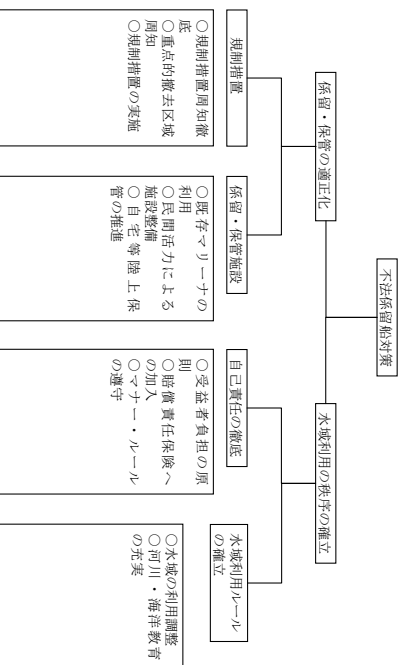 不法係留船対策
係留・保管の適正化
水域利用の秩序の確立
規制措置
係留・保管施設
自己責任の徹底
水域利用ルール
の確立
○規制措置周知徹
底
○重点的撤去区域
周知
○規制措置の実施
○既存マリーナの
利用
○民間活力による
施設整備
○自宅等陸上保
管の推進
○受益者負担の原
則
○賠償責任保険へ
の加入
○マナー・ルール
の遵守
○水域の利用調整
○河川・海洋教育
の充実